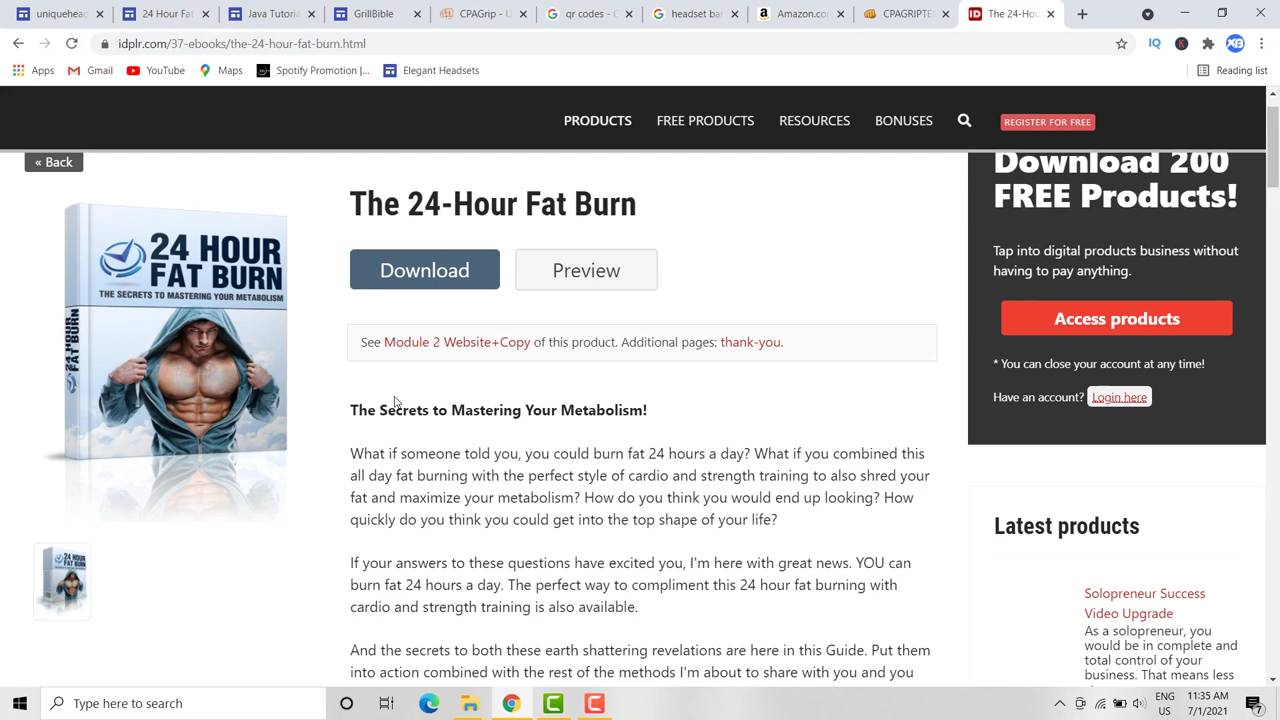 uniquehead
24 Hour Fat
Java Tutoria
GrillBible
CPAGrip - U
qr codes -
headset
Amazon.co
CPAGRIPTE
The 24-Hou
idplr.com/37-ebooks/the-24-hour-fat-burn.html
Apps
Gmail
YouTube
Maps
Spotify Promotion |...
Elegant Headsets
Reading list
PRODUCTS
FREE PRODUCTS
RESOURCES
BONUSES
REGISTER FOR FREE
« Back
24 HOUR
FAT BURN
THE SECRETS TO MASTERING YOUR METABOLISM
24 HOUR FAT BURN
The 24-Hour Fat Burn
Download
Preview
See Module 2 Website+Copy of this product. Additional pages: thank-you.
The Secrets to Mastering Your Metabolism!
What if someone told you, you could burn fat 24 hours a day? What if you combined this
all day fat burning with the perfect style of cardio and strength training to also shred your
fat and maximize your metabolism? How do you think you would end up looking? How
quickly do you think you could get into the top shape of your life?
If your answers to these questions have excited you, I'm here with great news. YOU can
burn fat 24 hours a day. The perfect way to compliment this 24 hour fat burning with
cardio and strength training is also available.
And the secrets to both these earth shattering revelations are here in this Guide. Put them
into action combined with the rest of the methods I'm about to share with you and you
Download 200
FREE Products!
Tap into digital products business without
having to pay anything.
Access products
* You can close your account at any time!
Have an account? Login here
Latest products
Solopreneur Success
Video Upgrade
As a solopreneur, you
would be in complete and
total control of your
business. That means less
24 HOUR
FAT BURN
Type here to search
ENG
US
11:35 AM
7/1/2021
7